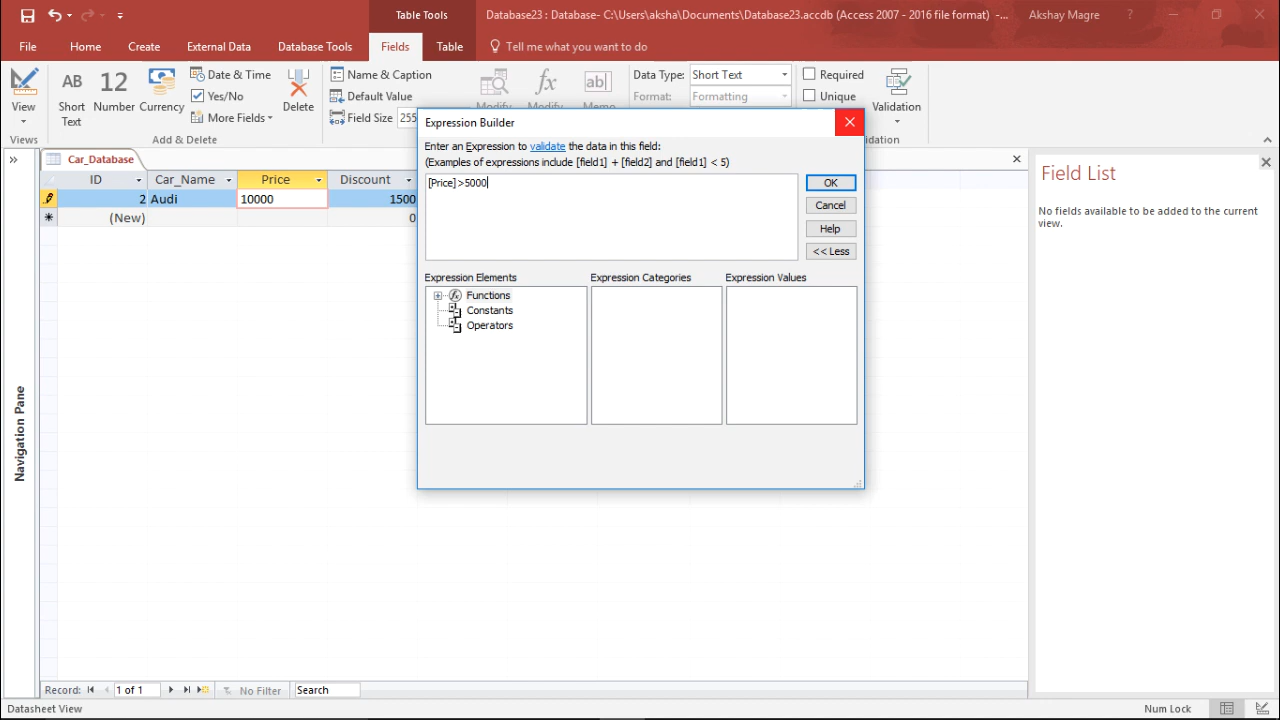 Table Tools
Database23 : Database- C:\Users\aksha\Documents\Database23.accdb (Access 2007 - 2016 file format) -...
Akshay Magre
?
File
Home
Create
External Data
Database Tools
Fields
Table
Tell me what you want to do
View
Views
AB
Short
Text
12
Number
Currency
Date & Time
Yes/No
More Fields
Add & Delete
Delete
Name & Caption
Default Value
Field Size
255
Modify
fx
Modify
ab|
Memo
Data Type:
Short Text
Format:
Formatting
Required
Unique
Validation
idation
Car_Database
ID
Car_Name
Price
Discount
2
Audi
10000
1500
(New)
0
Navigation Pane
Expression Builder
Enter an Expression to validate the data in this field:
(Examples of expressions include [field1] + [field2] and [field1] < 5)
[Price]>5000
OK
Cancel
Help
<< Less
Expression Elements
Expression Categories
Expression Values
Functions
Constants
Operators
Field List
No fields available to be added to the current
view.
Record:
1 of 1
No Filter
Search
Datasheet View
Num Lock